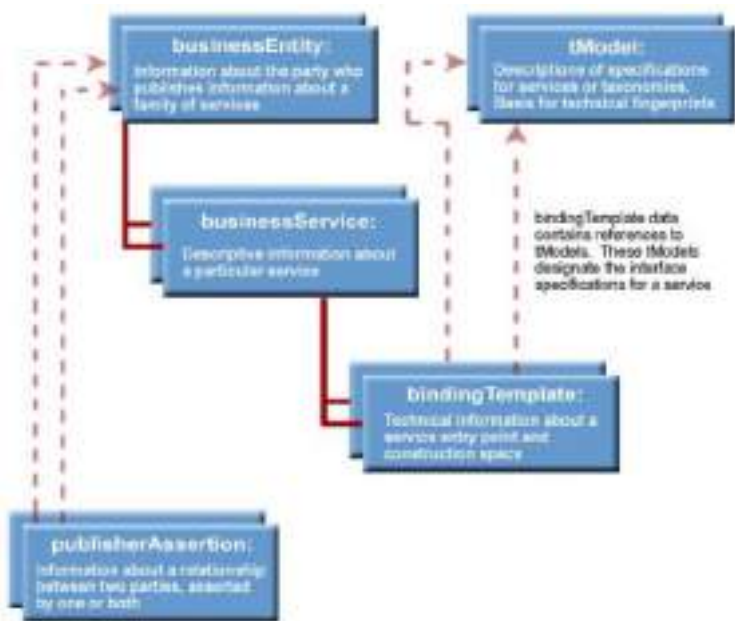 businessEntity:
Information about the party who
publishes information about a
family of services
tModel:
Descriptions of specifications
for services or taxonomies.
Basis for technical fingerprints
businessService:
Descriptive information about
a particular service
bindingTemplate data
contains references to
tModels. These tModels
designate the interface
specifications for a service
bindingTemplate:
Technical information about a
service entry point and
construction space
publisherAssertion:
Information about a relationship
between two parties, asserted
by one or both